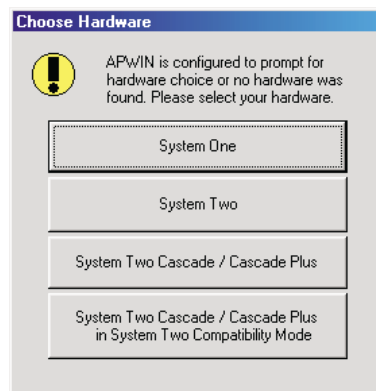 Choose Hardware
APWIN is configured to prompt for
hardware choice or no hardware was
found. Please select your hardware.
System One
System Two
System Two Cascade / Cascade Plus
System Two Cascade / Cascade Plus
in System Two Compatibility Mode